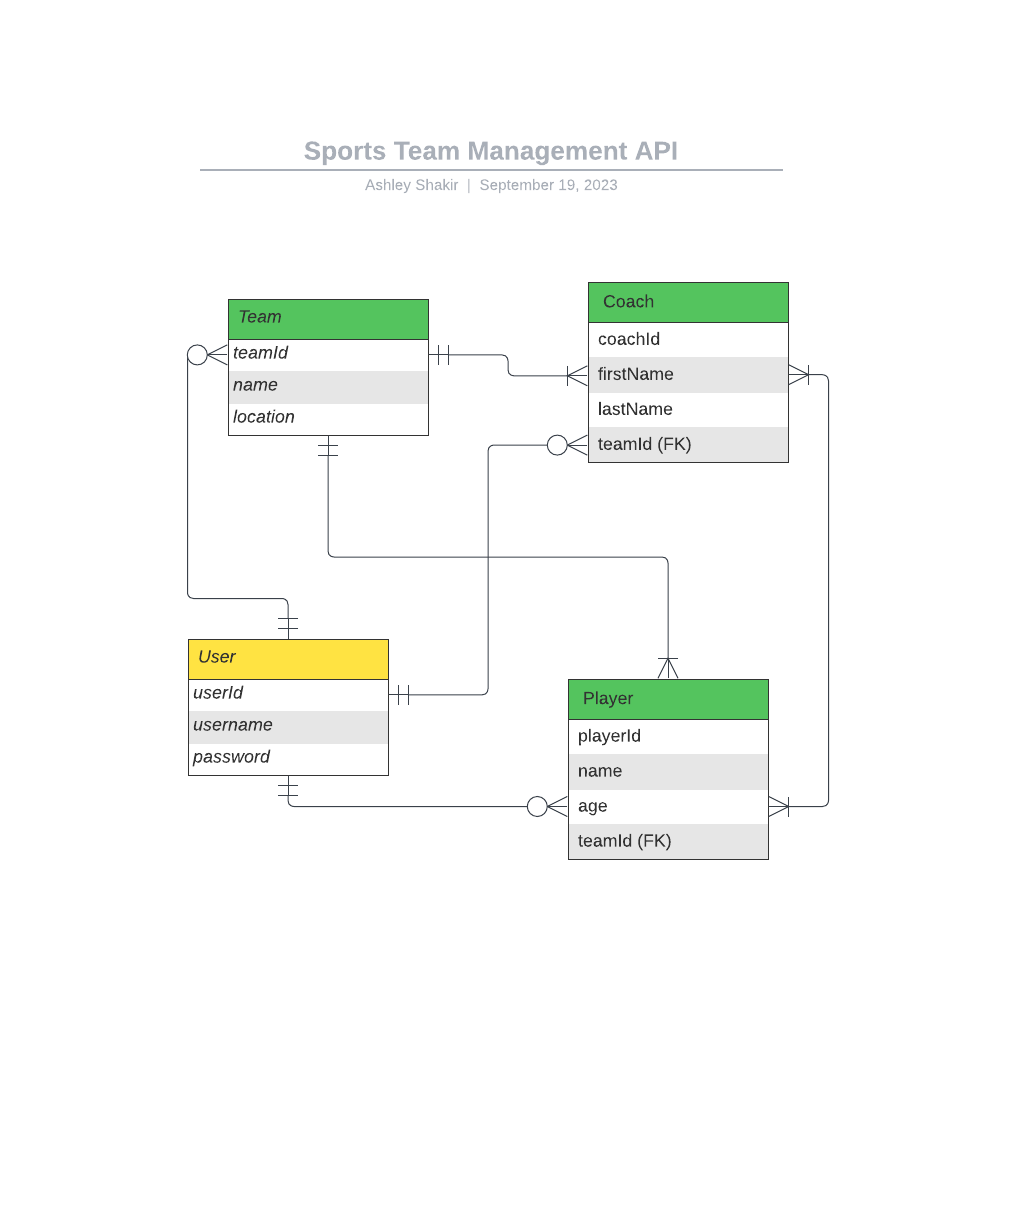 Sports Team Management API
Ashley Shakir | September 19, 2023
Team
teamId
name
location
Coach
coachId
firstName
lastName
teamId (FK)
User
userId
username
password
Player
playerId
name
age
teamId (FK)